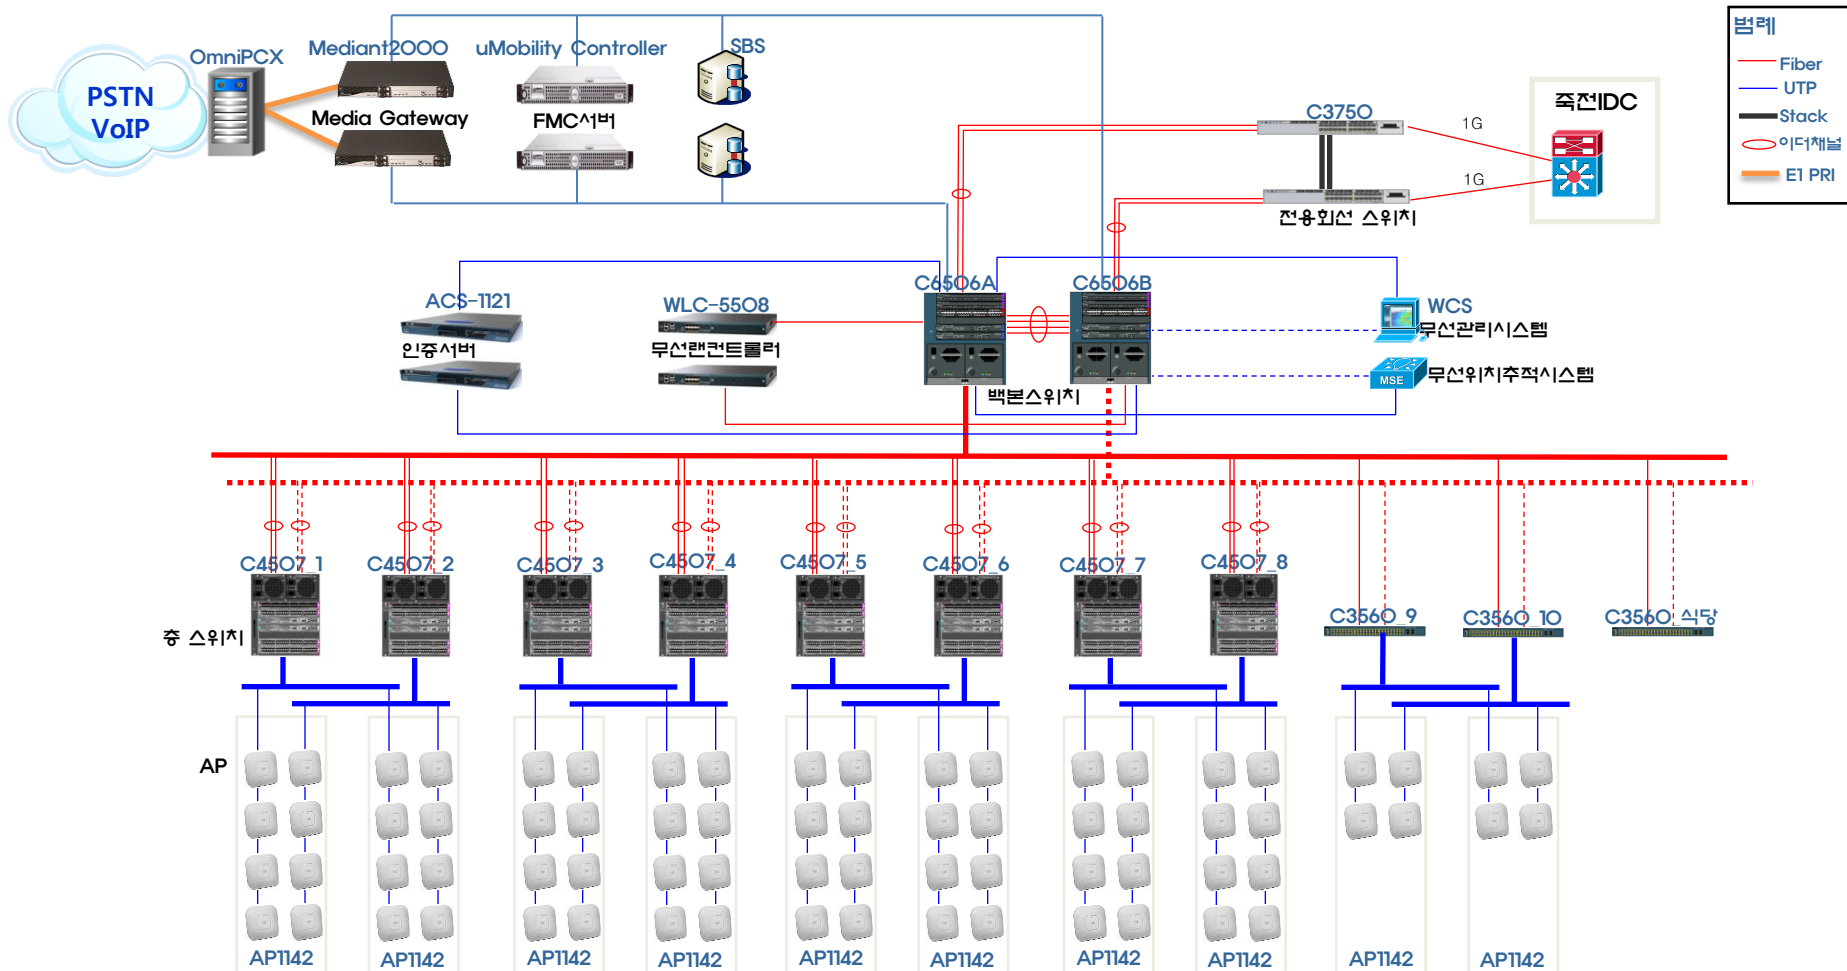 PSTN
VoIP
OmniPCX
Mediant2000
Media Gateway
uMobility Controller
FMC서버
SBS
C3750
전용회선 스위치
1G
1G
죽전IDC
범례
Fiber
UTP
Stack
이더채널
E1 PRI
ACS-1121
인증서버
WLC-5508
무선랜컨트롤러
C6506A
C6506B
백본스위치
WCS
무선관리시스템
MSE
무선위치추적시스템
C4507_1
C4507_2
C4507_3
C4507_4
C4507_5
C4507_6
C4507_7
C4507_8
C3560_9
C3560_10
C3560_식당
층 스위치
AP
AP1142
AP1142
AP1142
AP1142
AP1142
AP1142
AP1142
AP1142
AP1142
AP1142